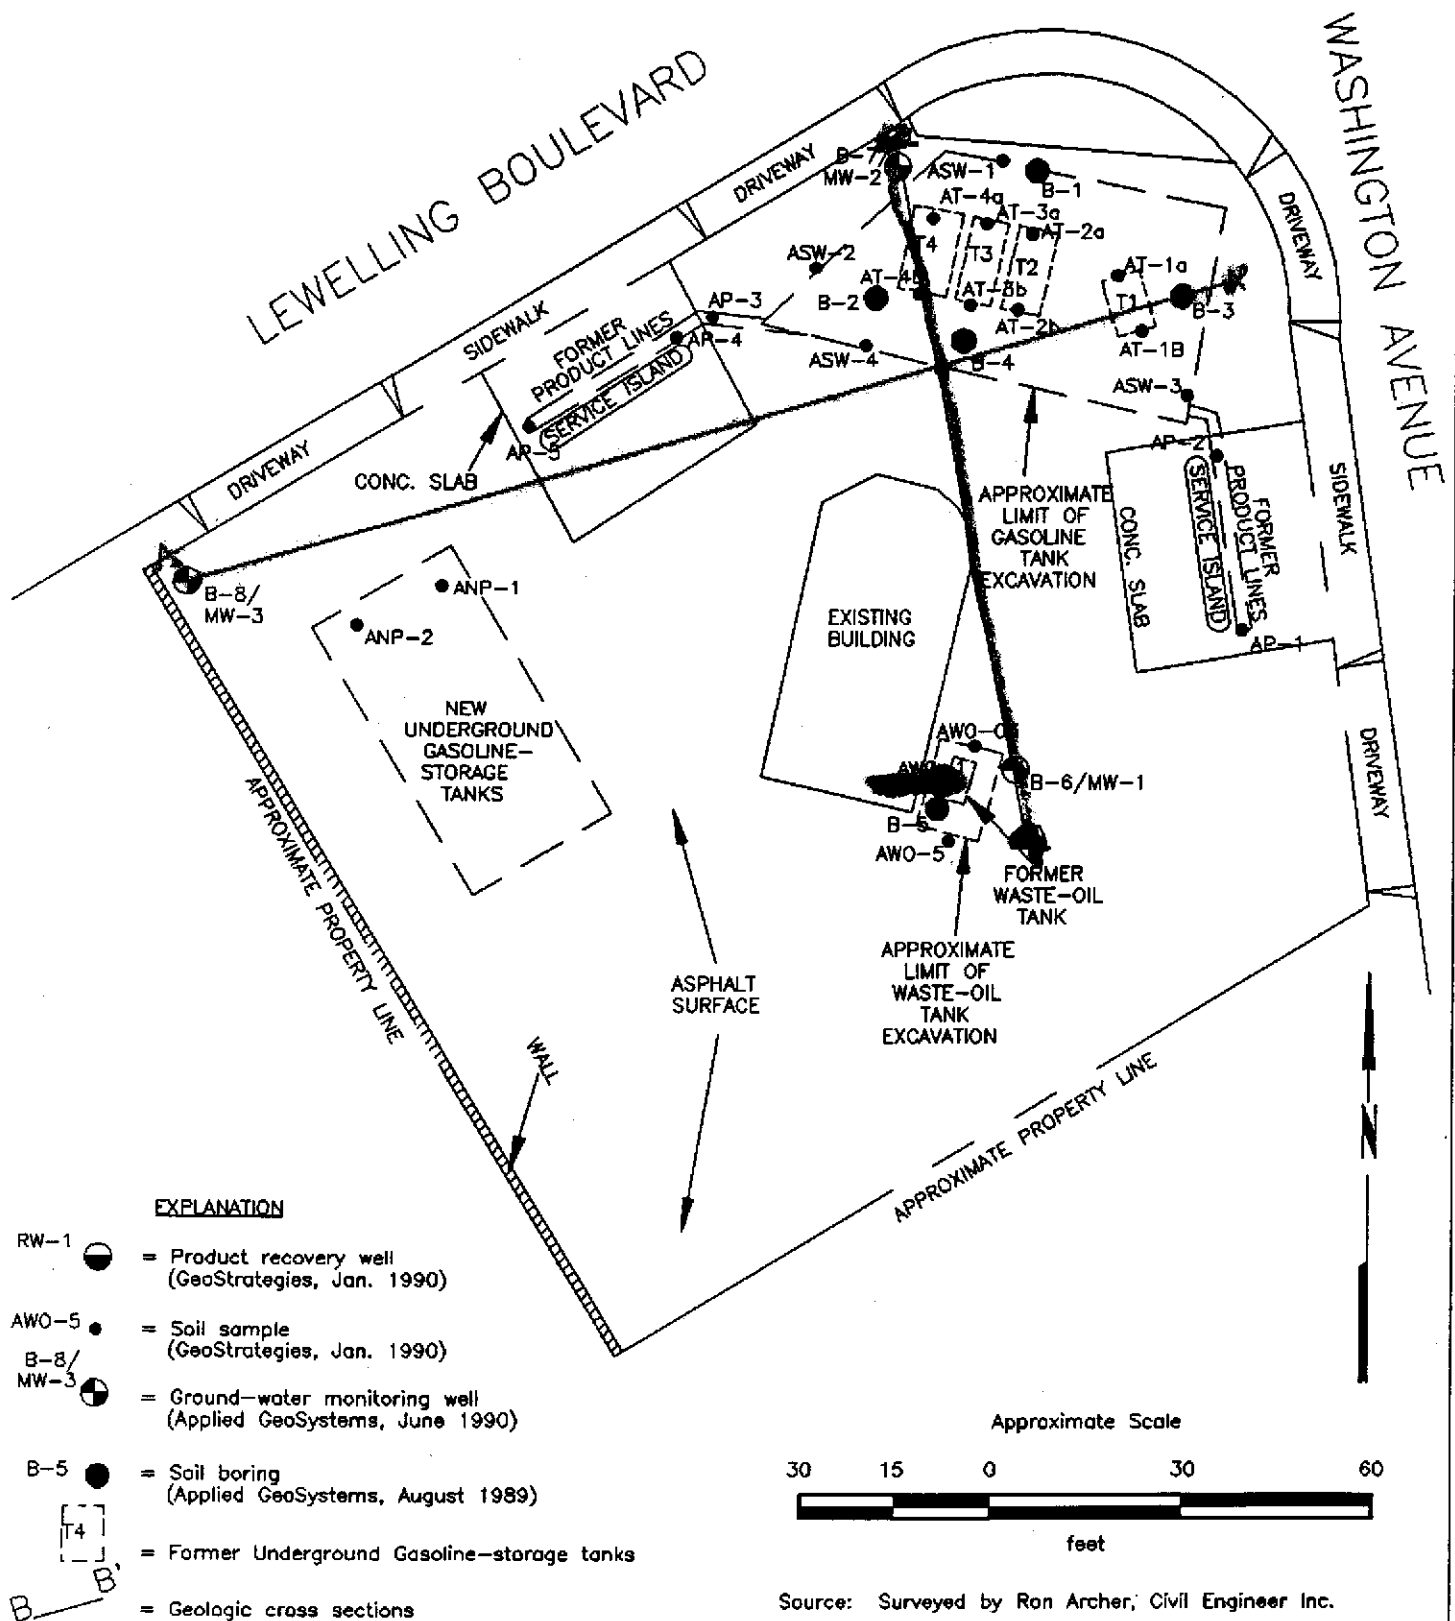 LEWELLING BOULEVARD
WASHINGTON AVENUE
DRIVEWAY
SIDEWALK
DRIVEWAY
DRIVEWAY
SIDEWALK
DRIVEWAY
MW-2
ASW-1
B-1
AT-4a
AT-3a
AT-2a
T4
T3
T2
ASW-2
AT-1a
T1
B-2
B-3
AT-2b
AT-1B
AP-3
AP-4
ASW-4
B-4
ASW-3
FORMER
PRODUCT LINES
SERVICE ISLAND
AP-5
CONC. SLAB
AP-2
FORMER
PRODUCT LINES
SERVICE ISLAND
CONC. SLAB
AP-1
APPROXIMATE
LIMIT OF
GASOLINE
TANK
EXCAVATION
B-8/
MW-3
ANP-1
ANP-2
EXISTING
BUILDING
NEW
UNDERGROUND
GASOLINE-
STORAGE
TANKS
B-6/MW-1
B-5
AWO-5
FORMER
WASTE-OIL
TANK
APPROXIMATE
LIMIT OF
WASTE-OIL
TANK
EXCAVATION
ASPHALT
SURFACE
APPROXIMATE PROPERTY LINE
WALL
APPROXIMATE PROPERTY LINE
N
EXPLANATION
RW-1 = Product recovery well
(GeoStrategies, Jan. 1990)
AWO-5 = Soil sample
(GeoStrategies, Jan. 1990)
B-8/
MW-3 = Ground-water monitoring well
(Applied GeoSystems, June 1990)
B-5 = Soil boring
(Applied GeoSystems, August 1989)
T4 = Former Underground Gasoline-storage tanks
B B' = Geologic cross sections
Approximate Scale
30 15 0 30 60
feet
Source: Surveyed by Ron Archer, Civil Engineer Inc.